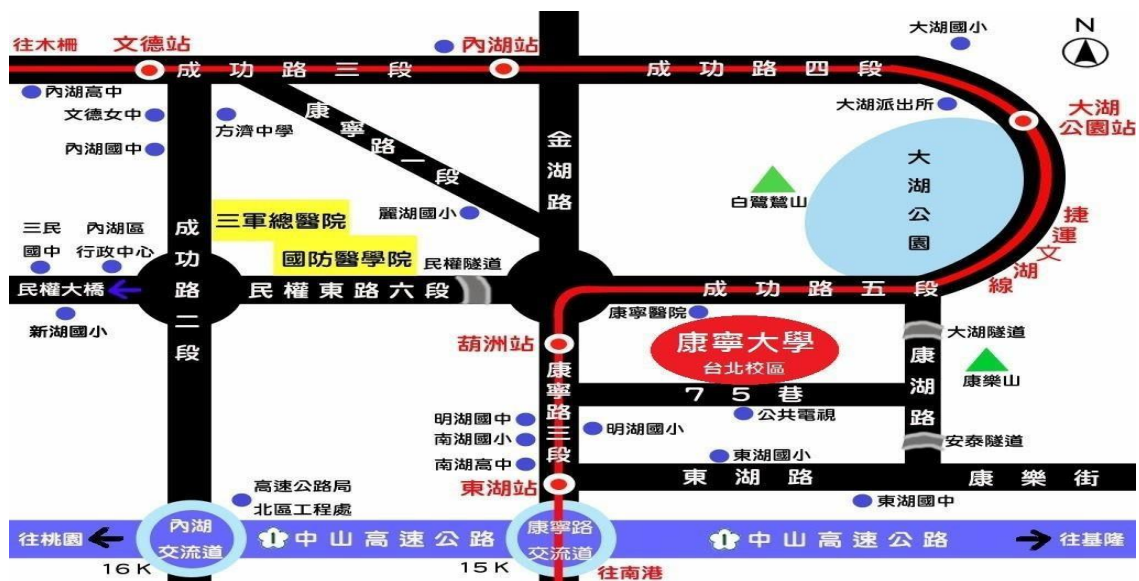 大湖國小
N
往木柵
文德站
內湖站
成功路三段
成功路四段
內湖高中
文德女中
內湖國中
方濟中學
康寧路一段
金湖路
大湖派出所
大湖
公園站
大湖公園
白鷺鷥山
麗湖國小
三軍總醫院
國防醫學院
三民
國中
內湖區
行政中心
成功路二段
民權隧道
捷運文湖線
民權大橋
民權東路六段
成功路五段
新湖國小
康寧醫院
葫洲站
康寧大學
台北校區
大湖隧道
康湖路
康樂山
75巷
康寧路三段
明湖國中
南湖國小
南湖高中
明湖國小
公共電視
安泰隧道
東湖國小
東湖路
康樂街
東湖站
高速公路局
北區工程處
東湖國中
往桃園
內湖
交流道
1
中山高速公路
康寧路
交流道
1
中山高速公路
往基隆
16K
15K
往南港